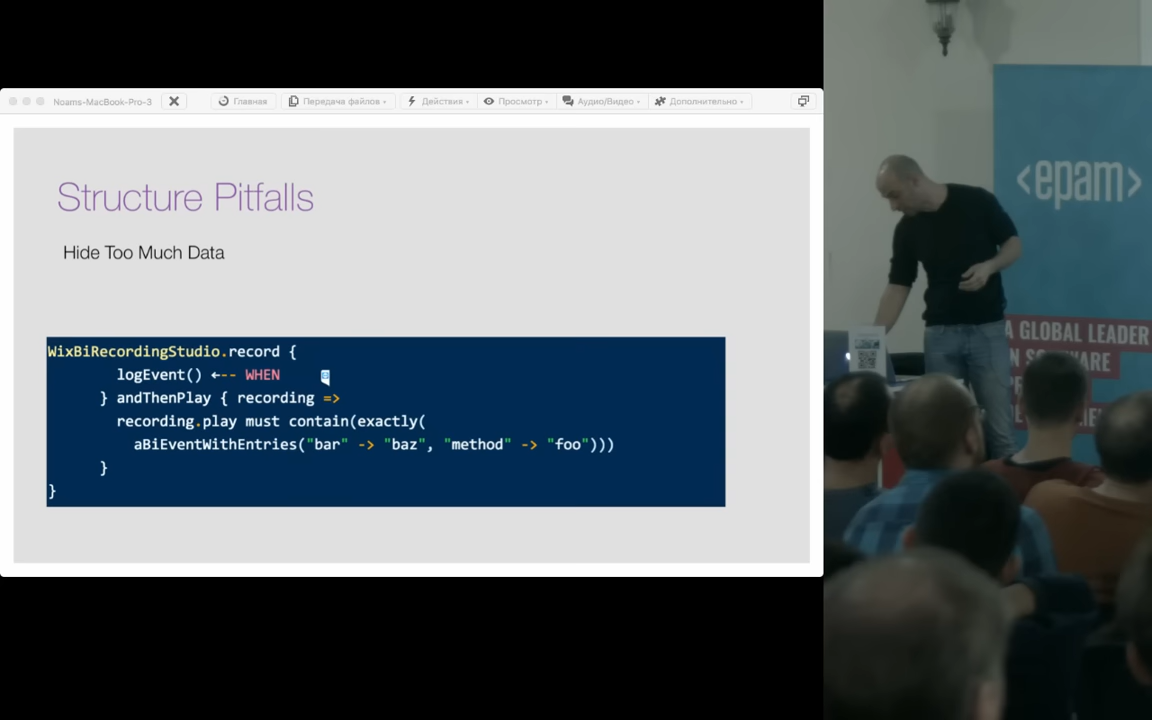 Noams-MacBook-Pro-3
Главная
Передача файлов
Действия
Просмотр
Аудио/Видео
Дополнительно
Structure Pitfalls
Hide Too Much Data
WixBiRecordingStudio.record {
logEvent() <-- WHEN
} andThenPlay { recording =>
recording.play must contain(exactly(
aBiEventWithEntries("bar" -> "baz", "method" -> "foo")))
}
}
<epam>
A GLOBAL LEADER